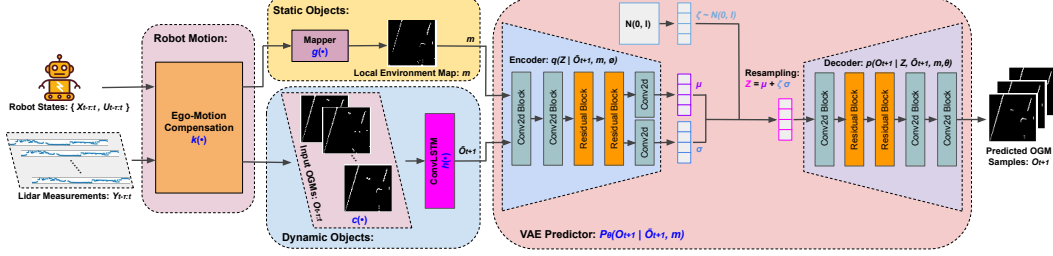 Robot States: { Xt-τ:t , Ut-τ:t }
Lidar Measurements: Yt-τ:t
Robot Motion:
Ego-Motion
Compensation
k(•)
Static Objects:
Mapper
g(•)
m
Local Environment Map: m
Input OGMs: Ot-τ:t
c(•)
ConvLSTM
h(•)
Ôt+1
Dynamic Objects:
N(0, I)
ζ ~ N(0, I)
Encoder: q(Z | Ôt+1, m, ø)
Conv2d Block
Conv2d Block
Residual Block
Residual Block
Conv2d
Conv2d
μ
σ
Resampling:
Z = μ + ζ σ
Decoder: p(Ot+1 | Z, Ôt+1, m,θ)
Conv2d Block
Residual Block
Residual Block
Conv2d Block
Conv2d Block
VAE Predictor: Pθ(Ot+1 | Ôt+1, m)
Predicted OGM
Samples: Ot+1